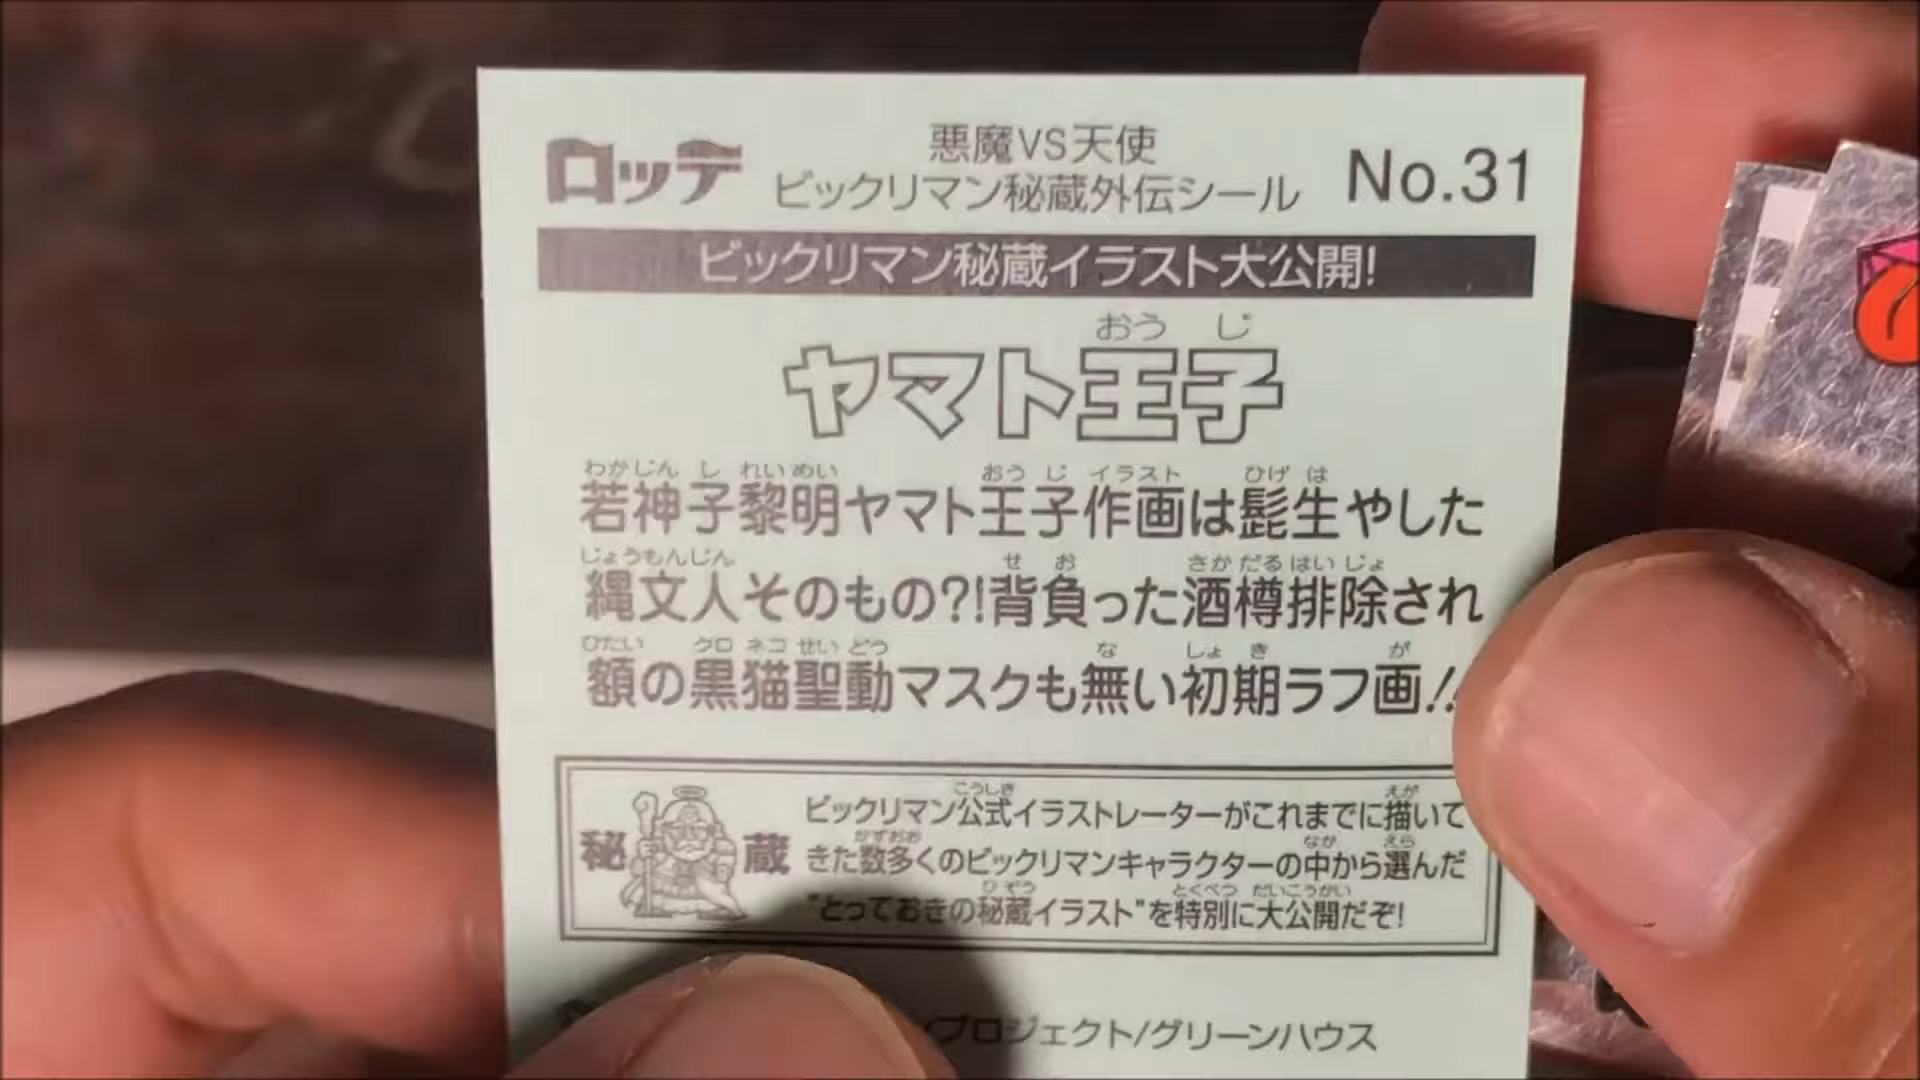 ロッテ
悪魔VS天使
ビックリマン秘蔵外伝シール
No.31
ビックリマン秘蔵イラスト大公開!
おう じ
ヤマト王子
わかじん し れいめい おう じ イラスト ひげ は
若神子黎明ヤマト王子作画は髭生やした
じょうもんじん せ お さかだるはいじょ
縄文人そのもの?!背負った酒樽排除され
ひたい クロ ネコ せい どう な しょ き が
額の黒猫聖動マスクも無い初期ラフ画!!
秘 蔵
こうしき えが
ビックリマン公式イラストレーターがこれまでに描いて
かずおお なか えら
きた数多くのビックリマンキャラクターの中から選んだ
ひぞう とくべつ だいこうかい
"とっておきの秘蔵イラスト"を特別に大公開だぞ!
プロジェクト/グリーンハウス